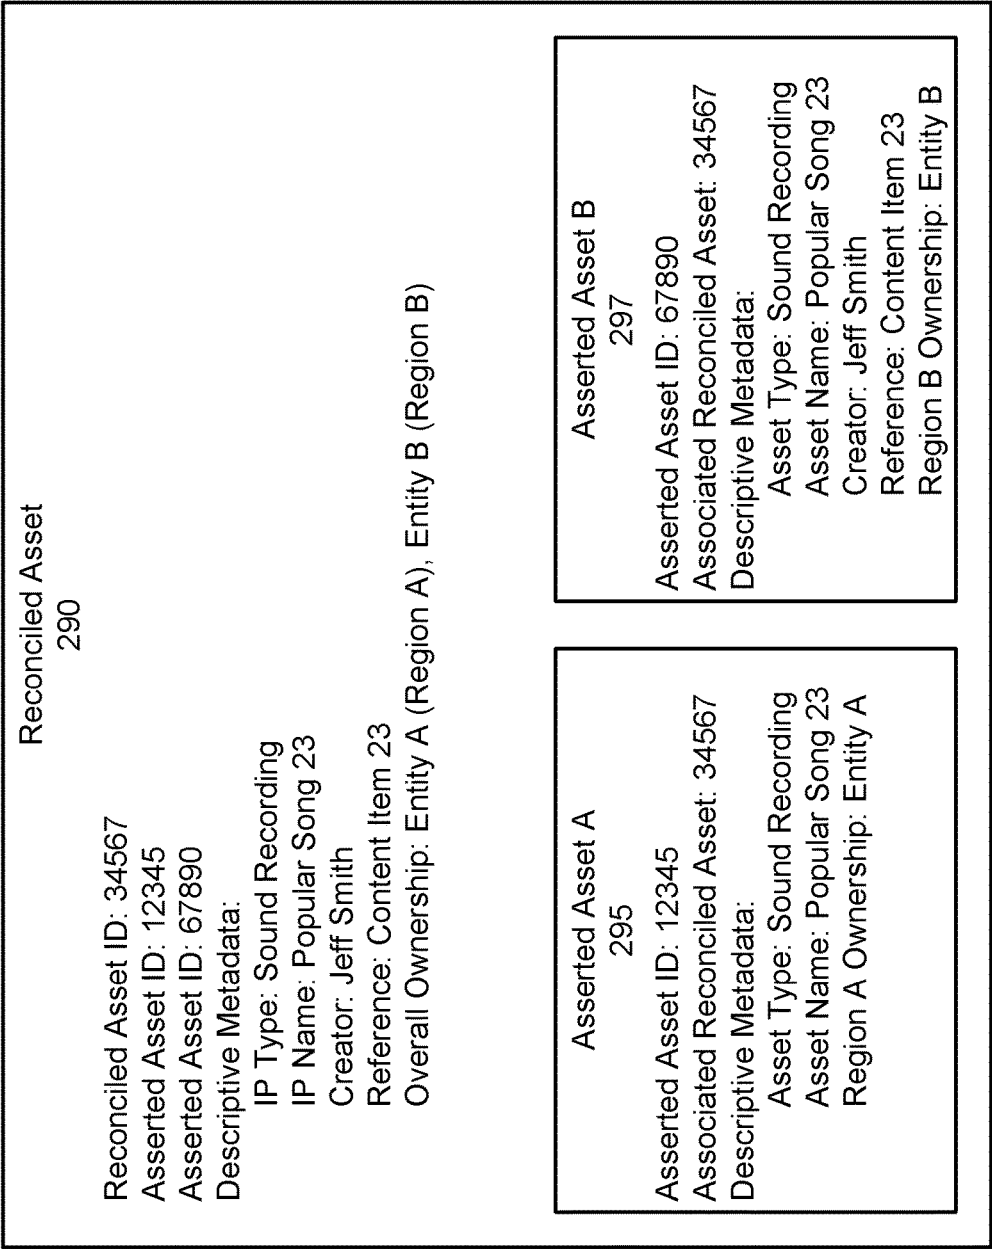 Reconciled Asset
290
Reconciled Asset ID: 34567
Asserted Asset ID: 12345
Asserted Asset ID: 67890
Descriptive Metadata:
IP Type: Sound Recording
IP Name: Popular Song 23
Creator: Jeff Smith
Reference: Content Item 23
Overall Ownership: Entity A (Region A), Entity B (Region B)
Asserted Asset A
295
Asserted Asset ID: 12345
Associated Reconciled Asset: 34567
Descriptive Metadata:
Asset Type: Sound Recording
Asset Name: Popular Song 23
Region A Ownership: Entity A
Asserted Asset B
297
Asserted Asset ID: 67890
Associated Reconciled Asset: 34567
Descriptive Metadata:
Asset Type: Sound Recording
Asset Name: Popular Song 23
Creator: Jeff Smith
Reference: Content Item 23
Region B Ownership: Entity B